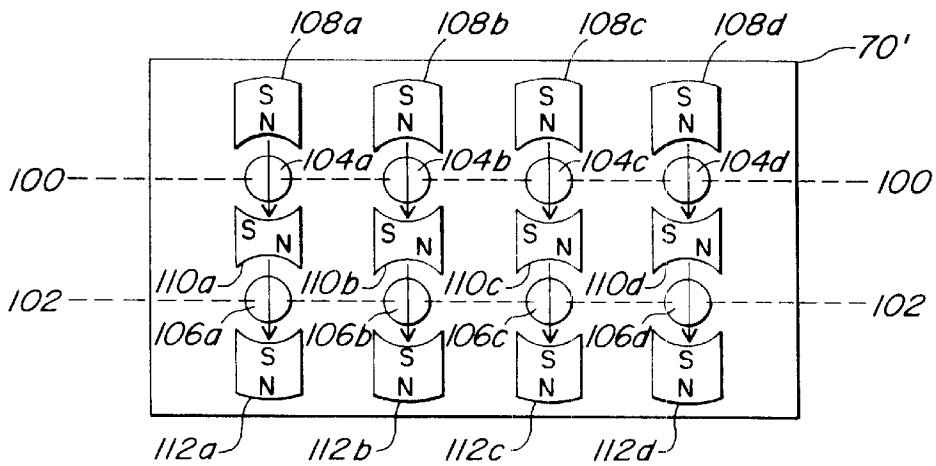 108a 108b 108c 108d 70'
S S S S
N N N N
104a 104b 104c 104d
100 100
S N S N S N S N
110a 110b 110c 110d
102 102
106a 106b 106c 106d
S S S S
N N N N
112a 112b 112c 112d